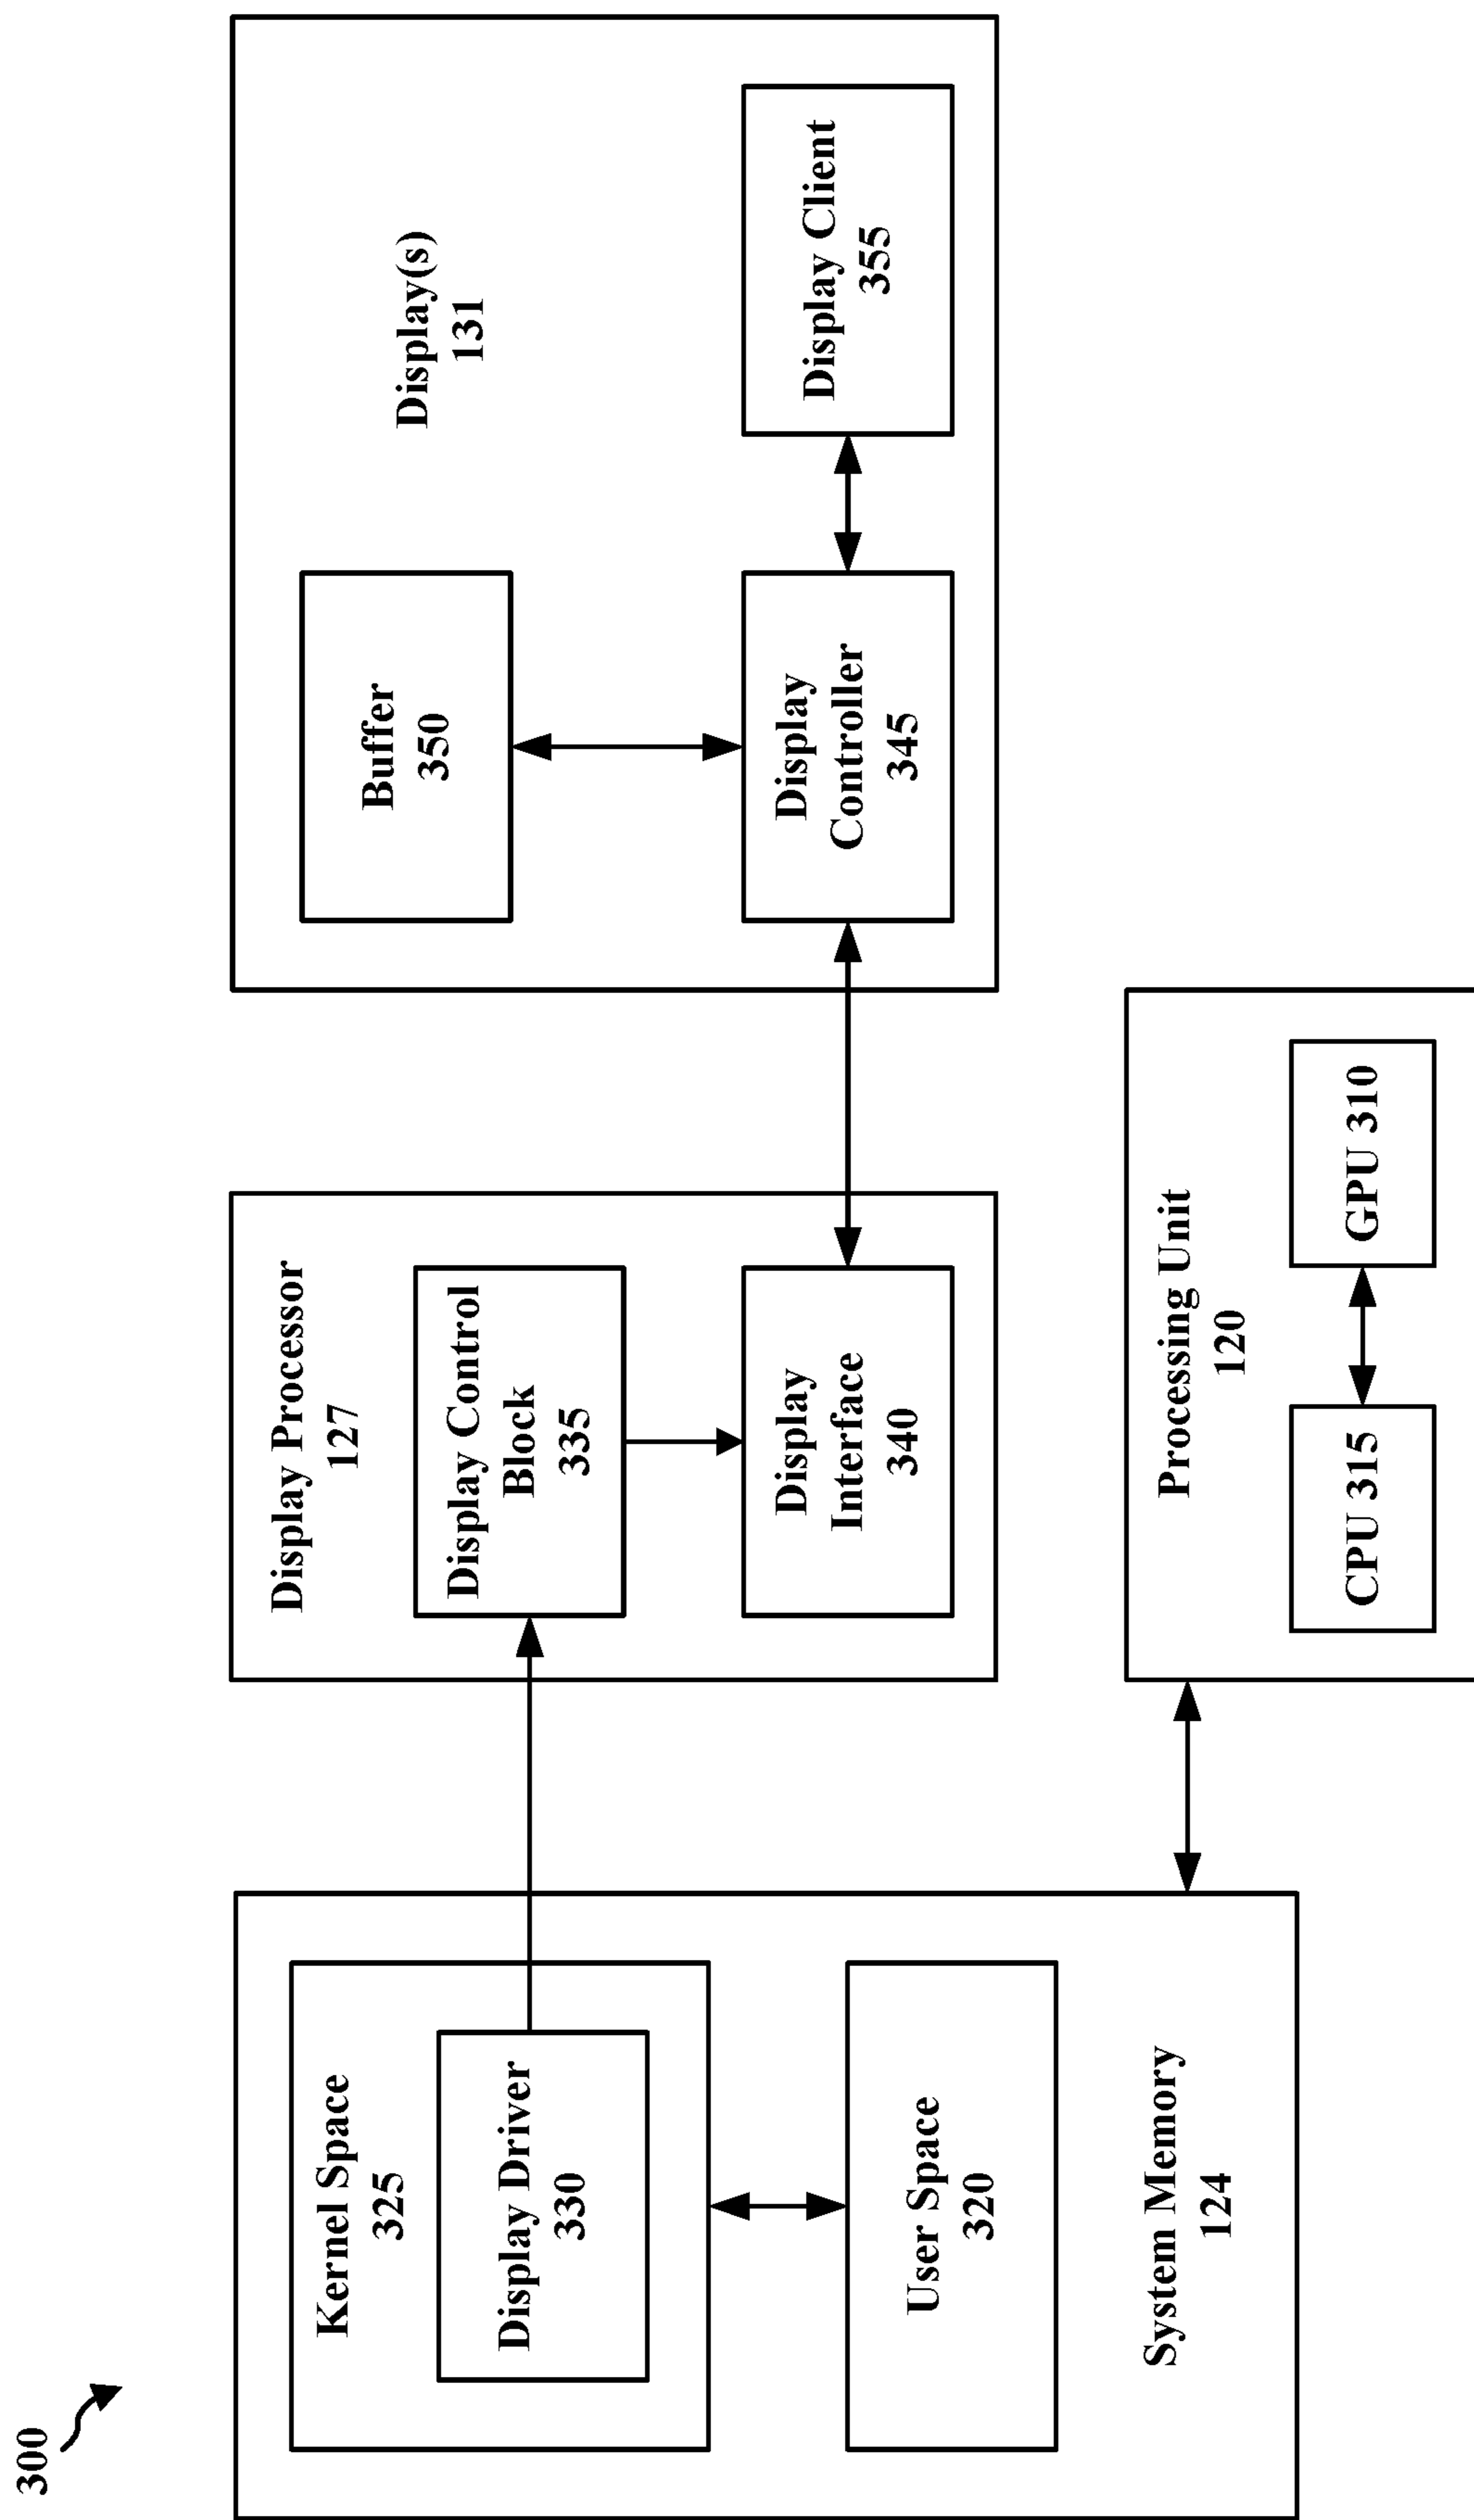 300
Kernel Space
325
Display Driver
330
User Space
320
System Memory
124
Display Processor
127
Display Control
Block
335
Display
Interface
340
Display(s)
131
Buffer
350
Display
Controller
345
Display Client
355
Processing Unit
120
CPU 315
GPU 310